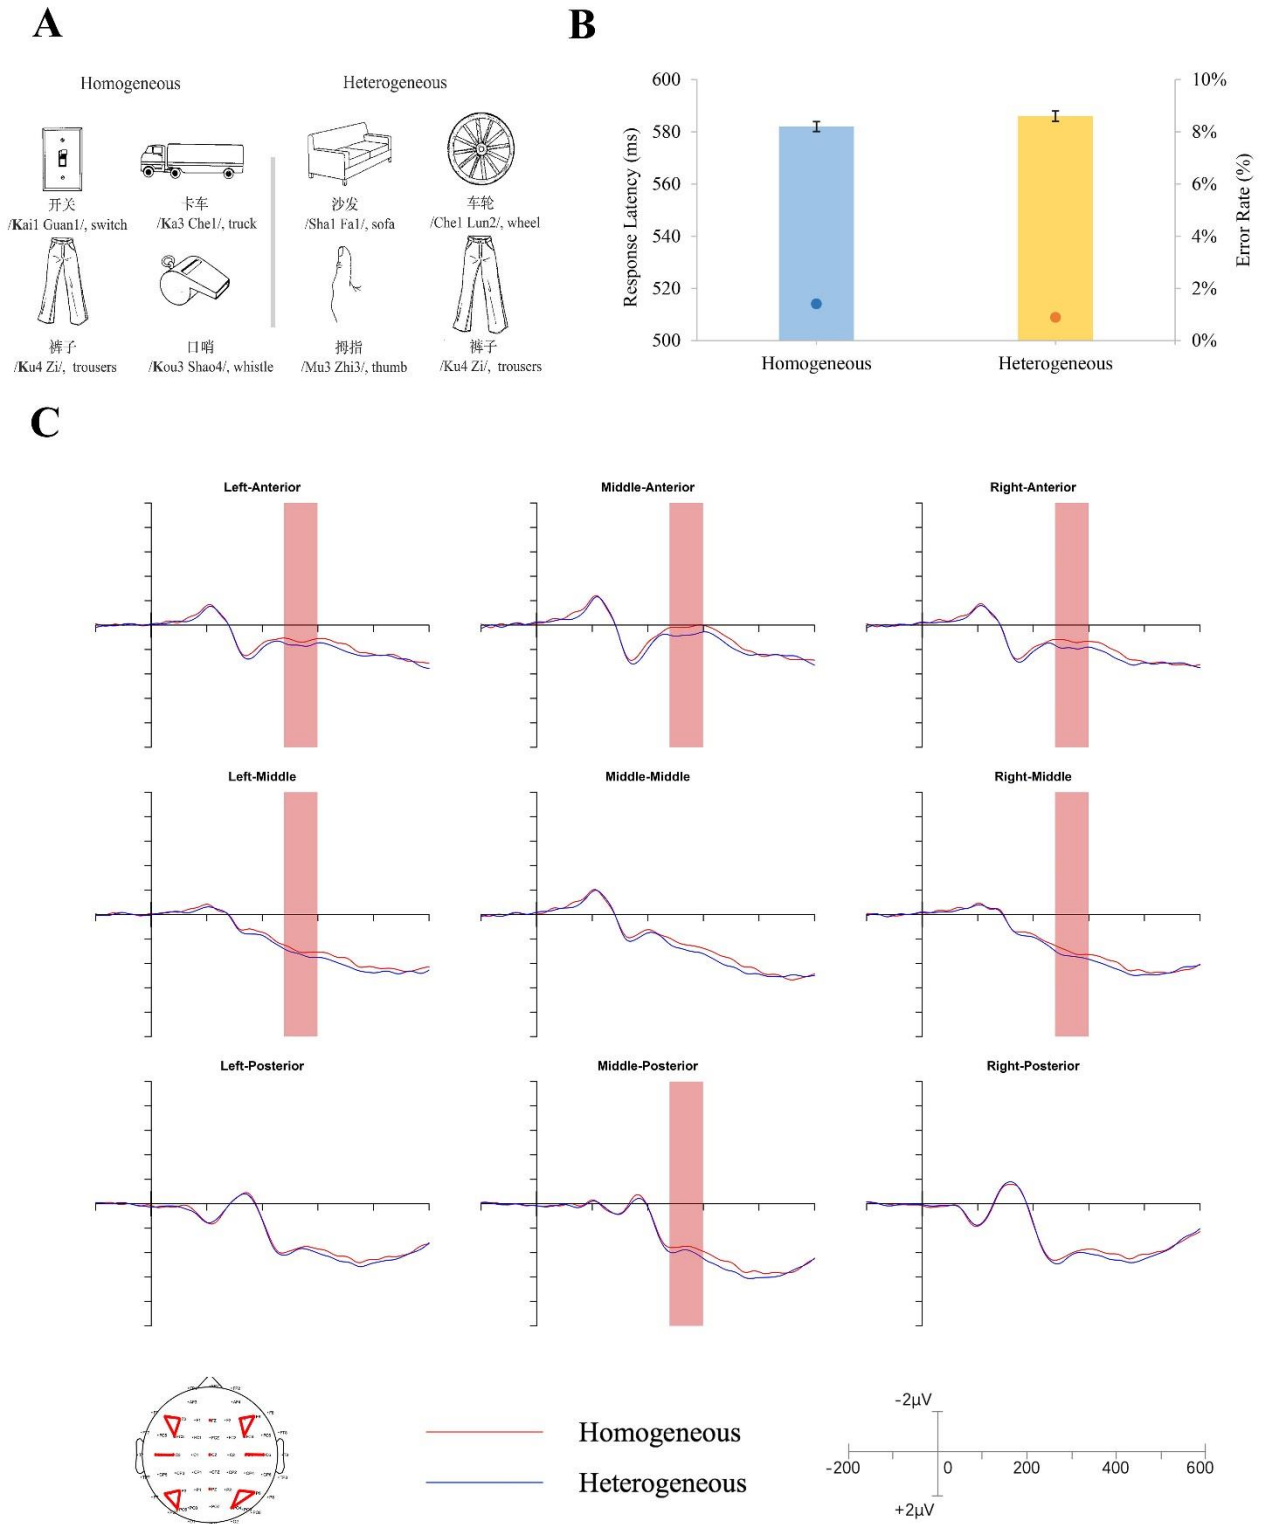 A
Homogeneous
Heterogeneous
开关
卡车
沙发
车轮
/Kai1 Guan1/, switch
/Ka3 Che1/, truck
/Sha1 Fa1/, sofa
/Che1 Lun2/, wheel
裤子
口哨
拇指
裤子
/Ku4 Zi/, trousers
/Kou3 Shao4/, whistle
/Mu3 Zhi3/, thumb
/Ku4 Zi/, trousers
B
Response Latency (ms)
600
580
560
540
520
500
10%
8%
6%
4%
2%
0%
Error Rate (%)
Homogeneous
Heterogeneous
C
Left-Anterior
Middle-Anterior
Right-Anterior
Left-Middle
Middle-Middle
Right-Middle
Left-Posterior
Middle-Posterior
Right-Posterior
Homogeneous
Heterogeneous
-2μV
-200
0
200
400
600
+2μV